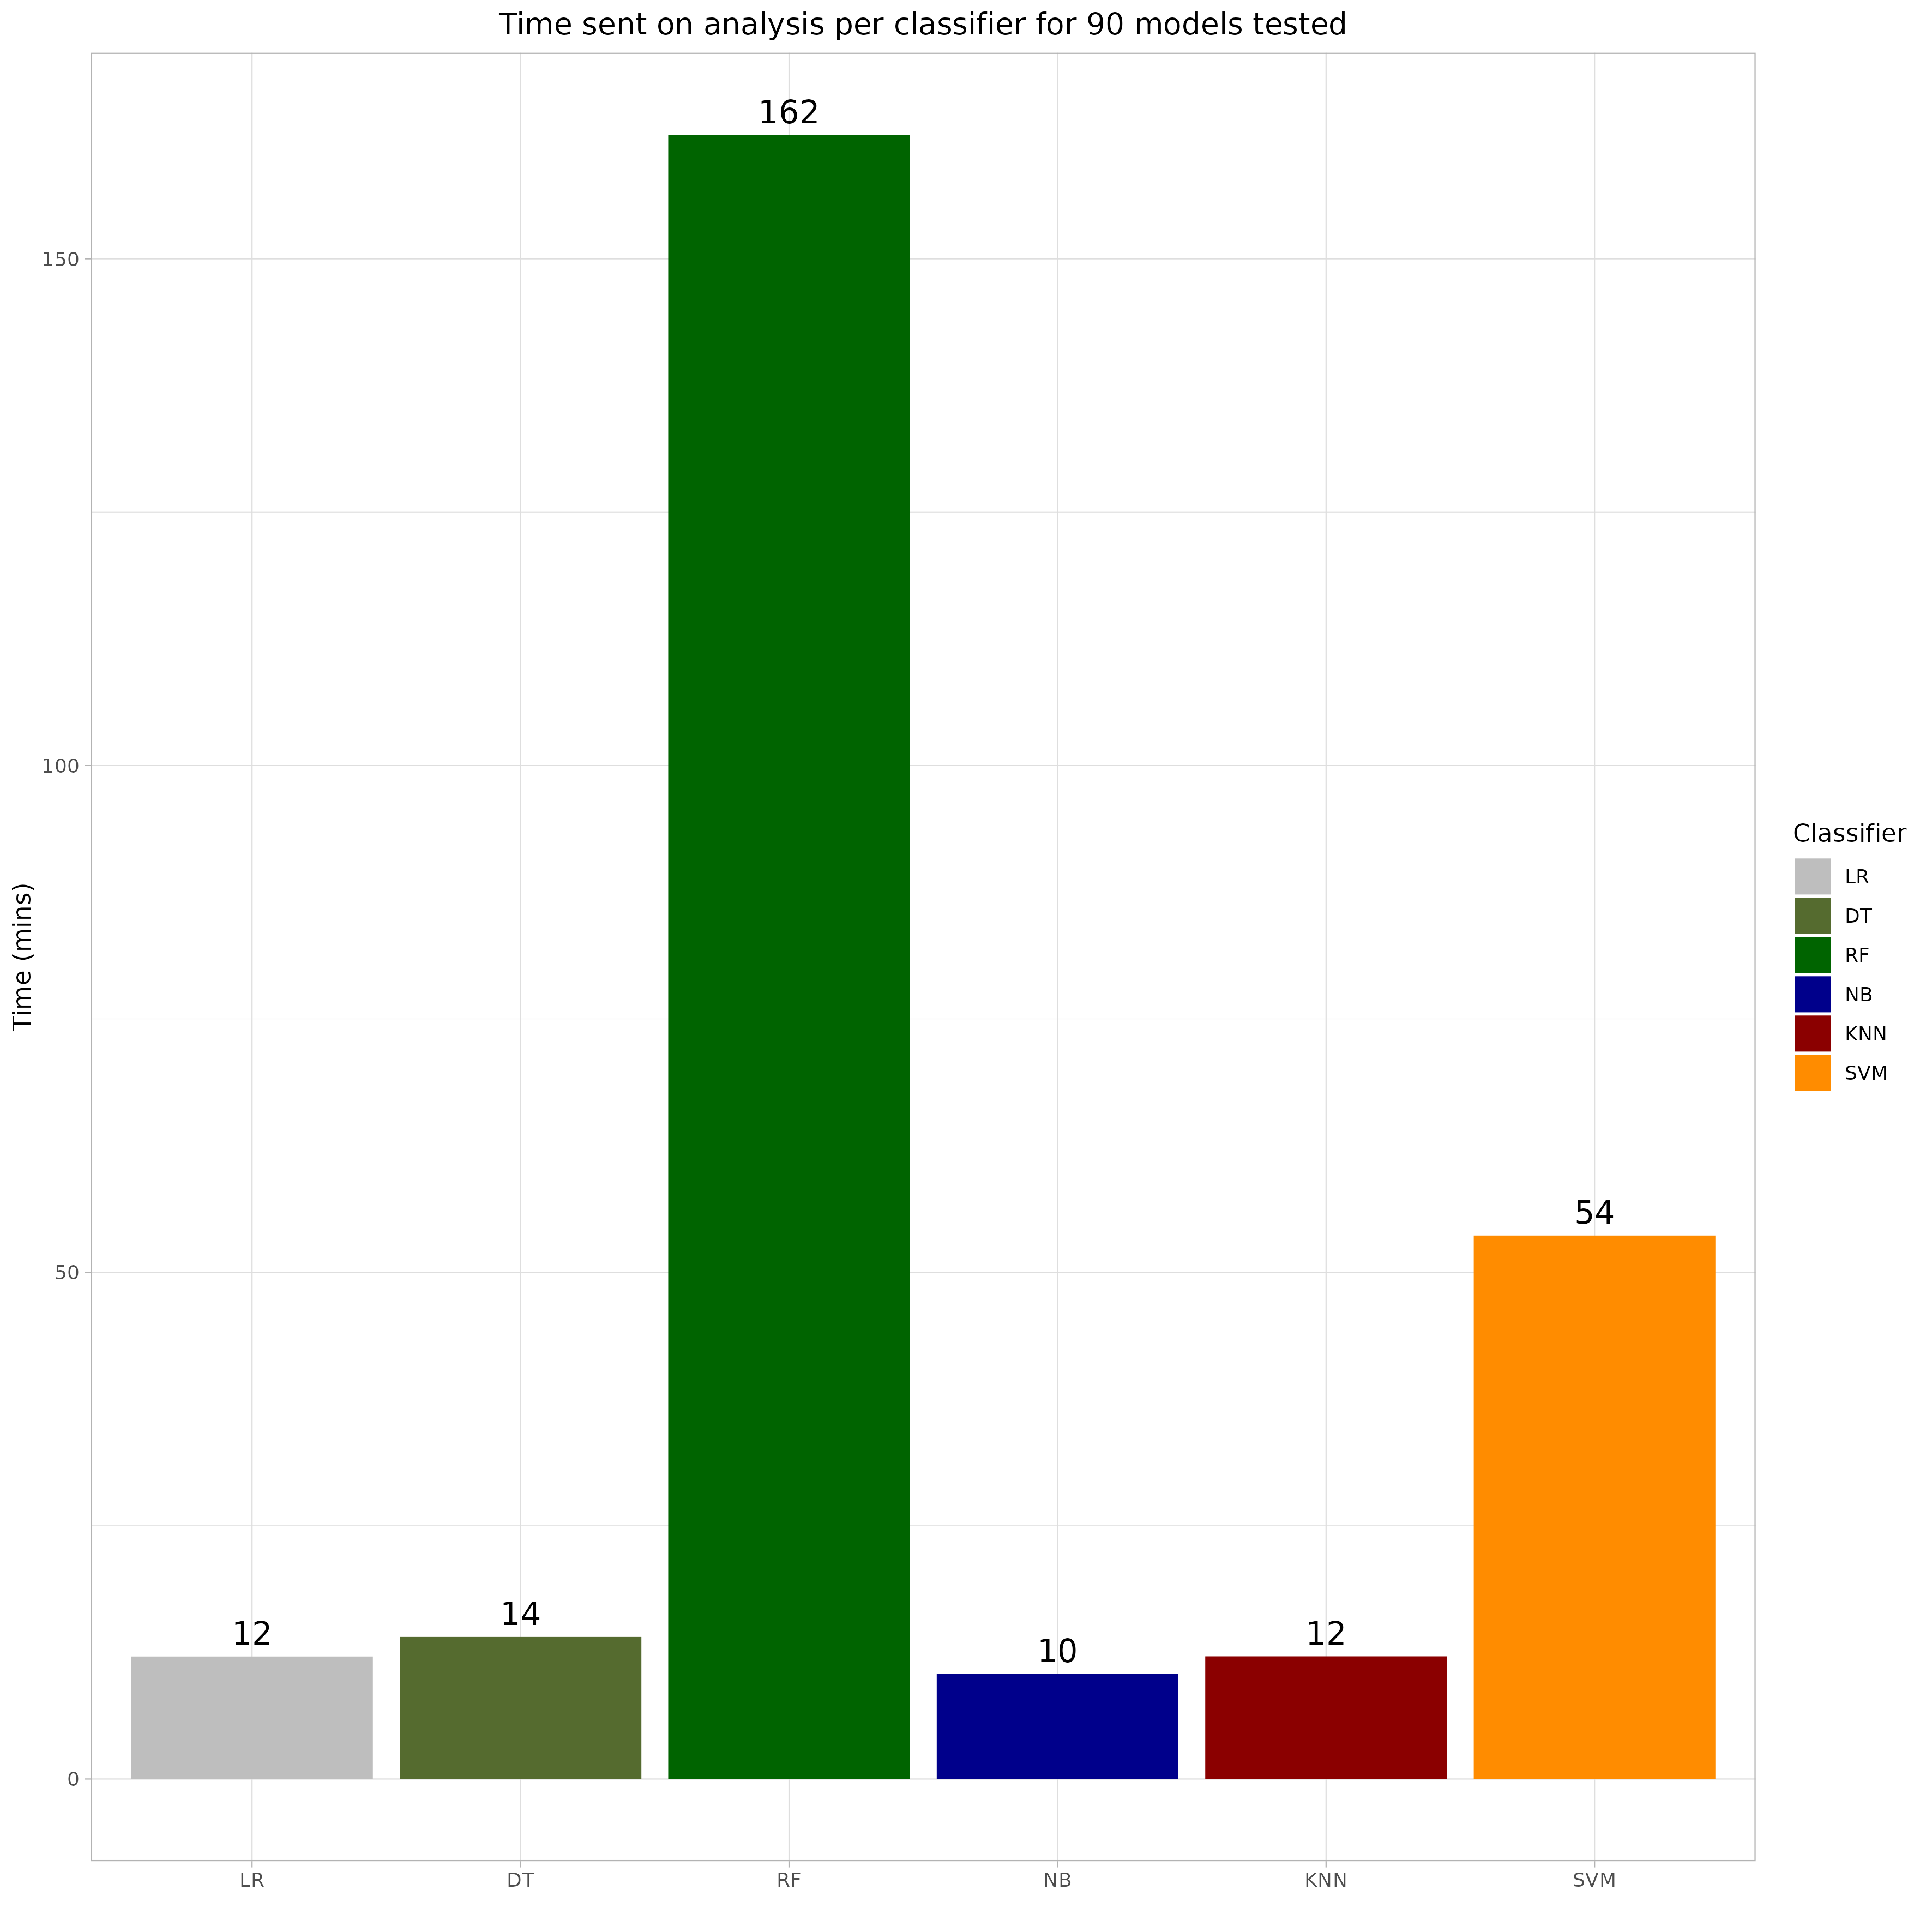 Time sent on analysis per classifier for 90 models tested
162
150
100
Time (mins)
Classifier
LR
DT
RF
NB
KNN
SVM
54
50
12
14
10
12
0
LR DT RF NB KNN SVM